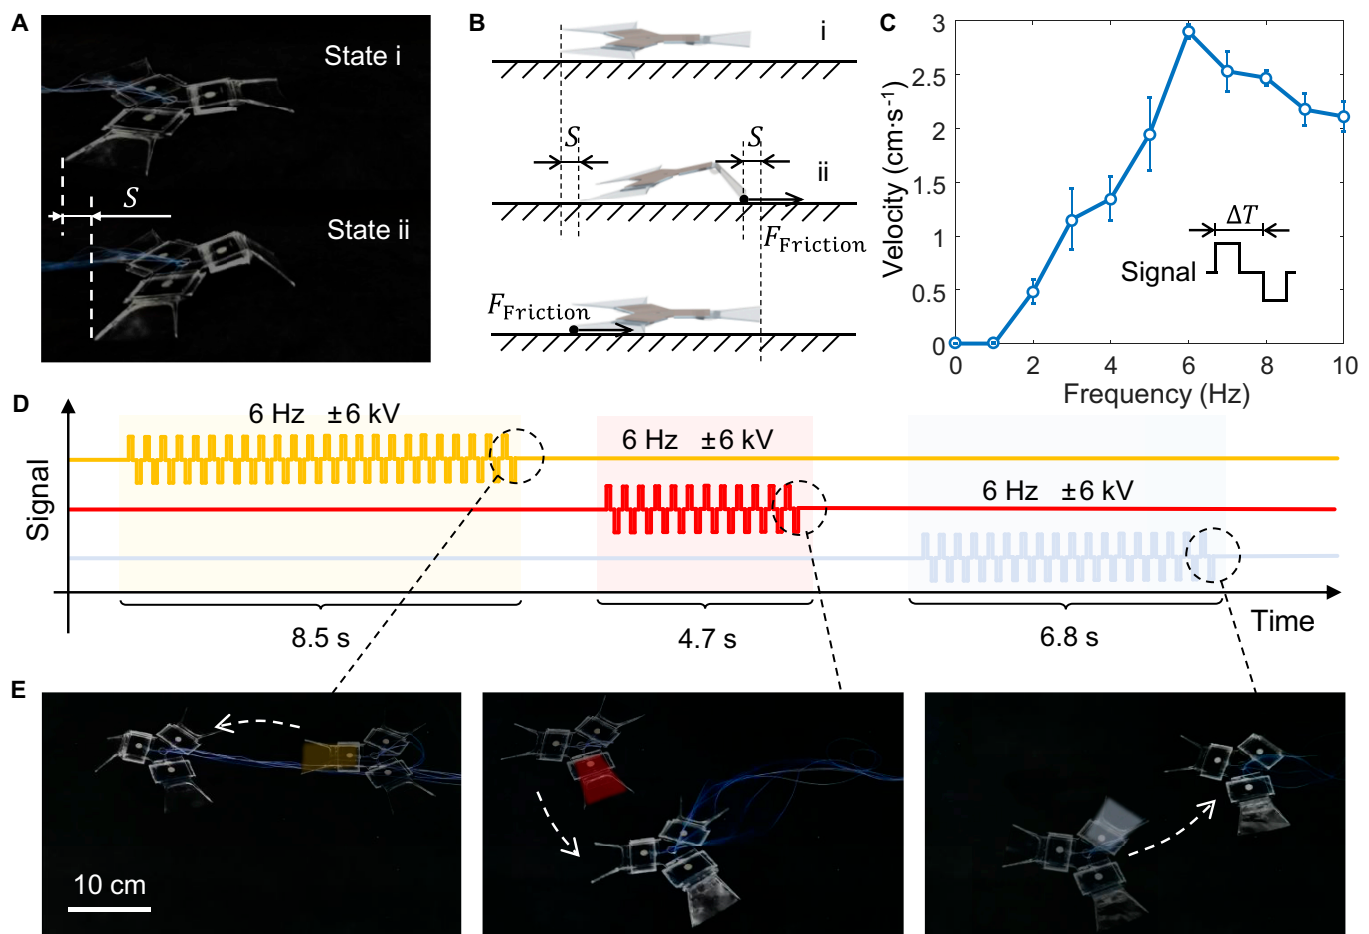 A
State i
S
State ii
B
i
S
S
ii
F_Friction
F_Friction
C
3
2.5
2
1.5
1
0.5
0
Velocity (cm·s⁻¹)
ΔT
Signal
0
2
4
6
8
10
Frequency (Hz)
D
Signal
6 Hz ±6 kV
6 Hz ±6 kV
6 Hz ±6 kV
8.5 s
4.7 s
6.8 s
Time
E
10 cm